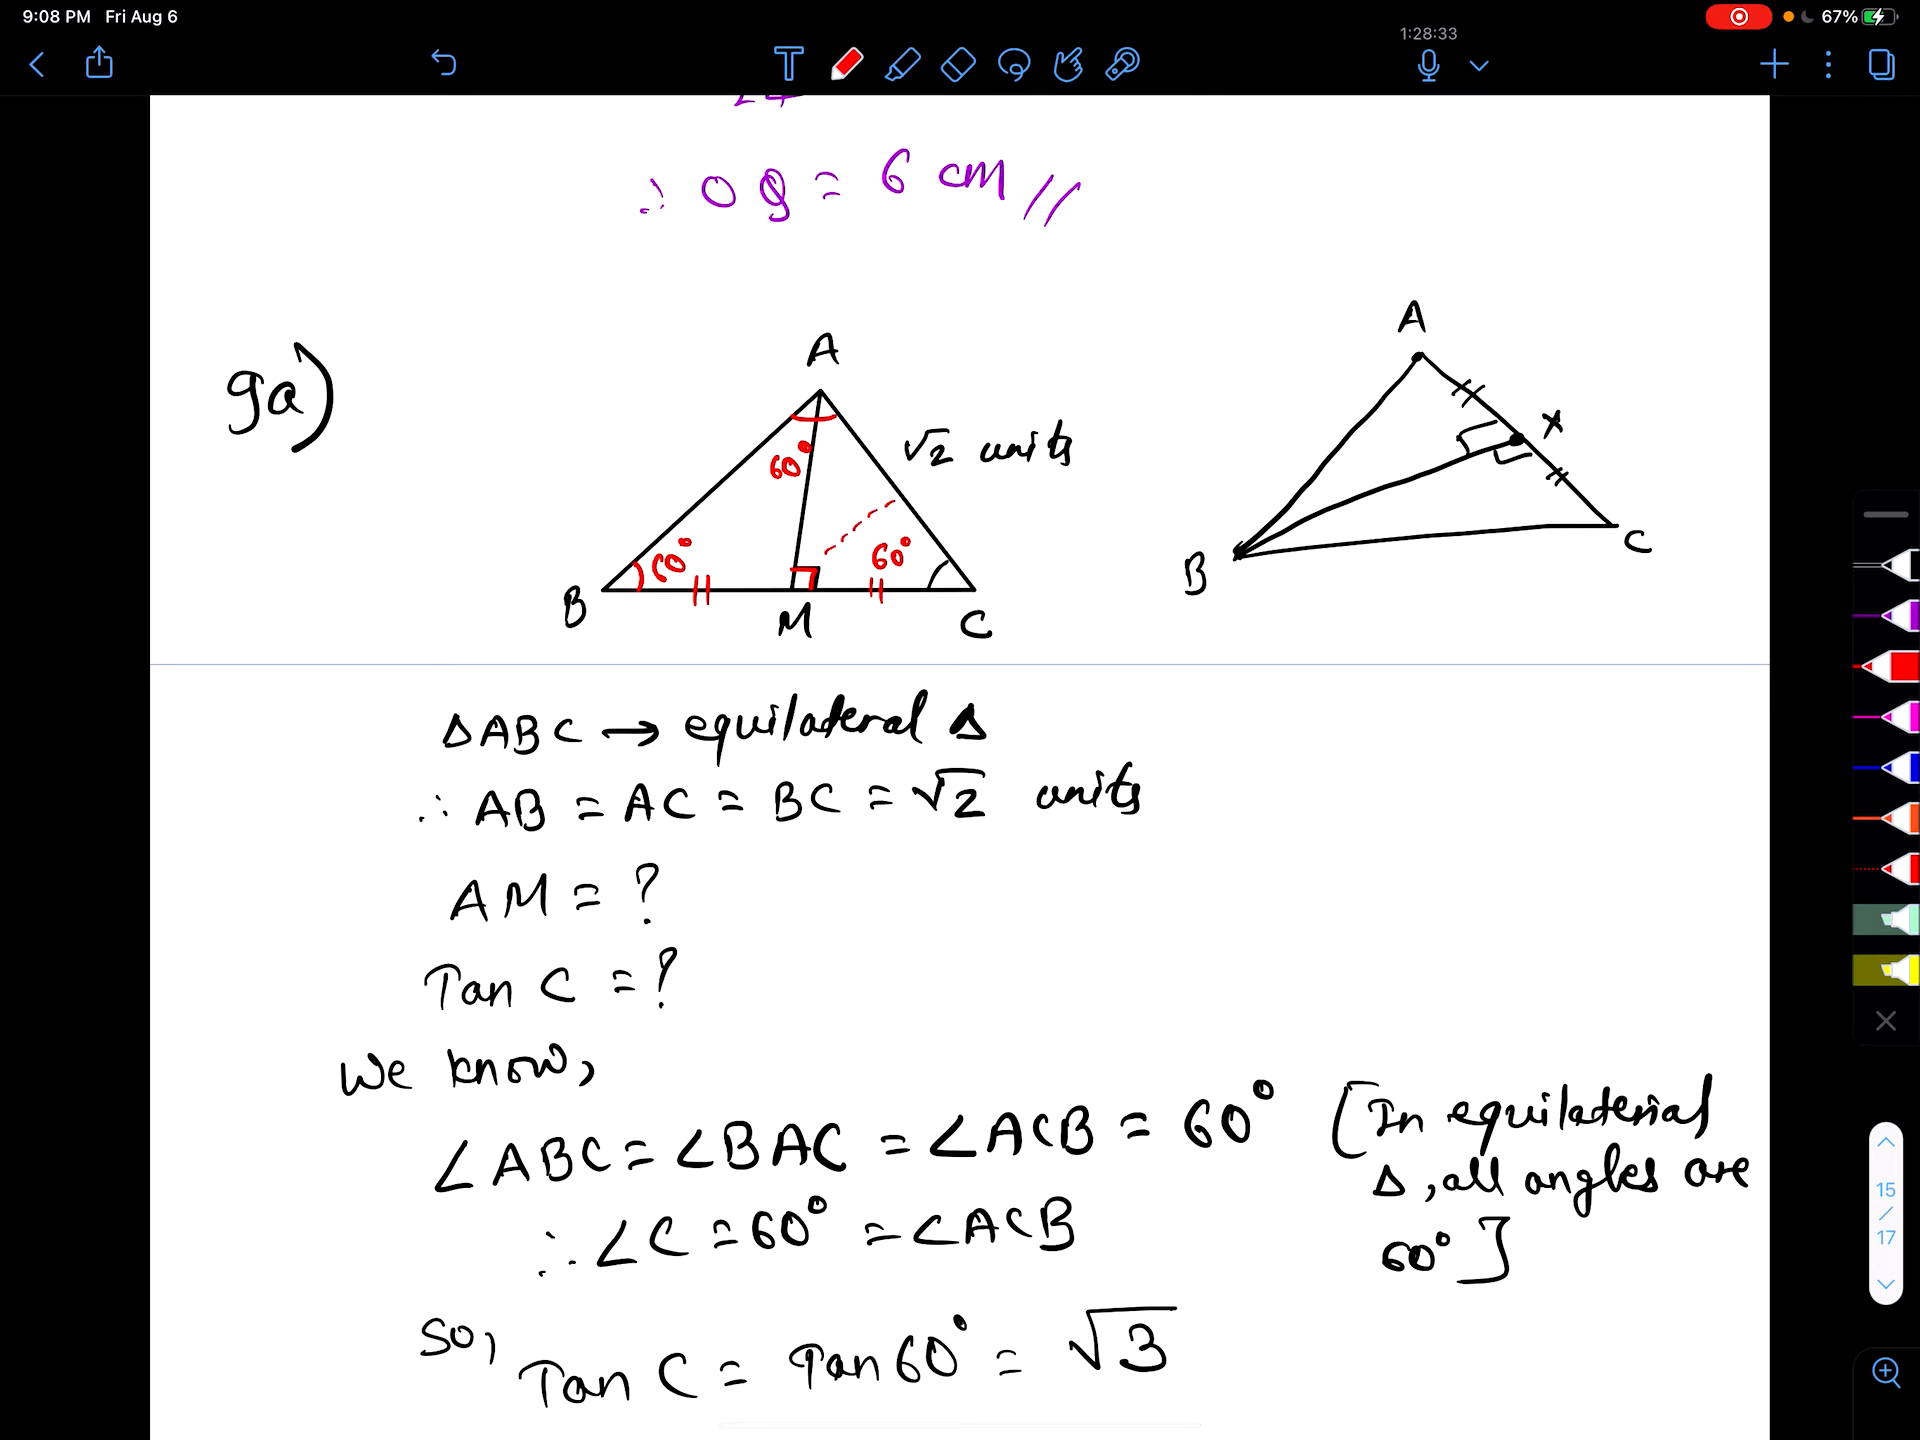 9:08 PM Fri Aug 6
67%
1:28:33
∴ OQ = 6 cm //
9a)
A
60°
√2 units
60°
60°
B
M
C
A
X
B
C
∆ABC → equilateral ∆
∴ AB = AC = BC = √2 units
AM = ?
Tan C = ?
We know,
∠ABC = ∠BAC = ∠ACB = 60° [In equilaterial
∆, all angles are
60°]
∴ ∠C = 60° = ∠ACB
So,
Tan C = Tan 60° = √3
15
/
17